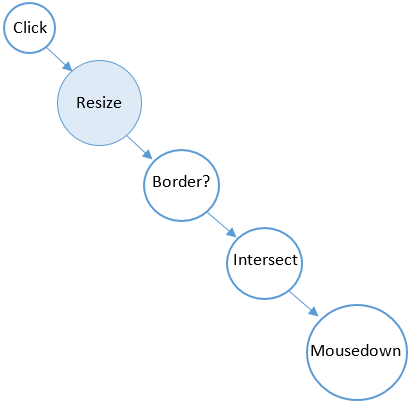 Click
Resize
Border?
Intersect
Mousedown